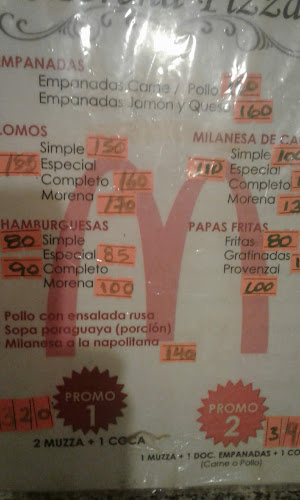 Pizza
EMPANADAS
Empanadas Carne / Pollo
Empanadas Jamon y Queso 160
LOMOS
Simple 150
155 Especial
Completo 160
Morena 170
MILANESA DE
Simple
110 Especial
Completo
Morena
HAMBURGUESAS
80 Simple
Especial 85
90 Completo
Morena 100
PAPAS FRITAS
Fritas 80
Gratinadas
Provenzal
100
Pollo con ensalada rusa
Sopa paraguaya (porción)
Milanesa a la napolitana 140
PROMO
1
320
2 MUZZA + 1 COCA
PROMO
2
1 MUZZA + 1 DOC. EMPANADAS + 1
(Carne o Pollo)